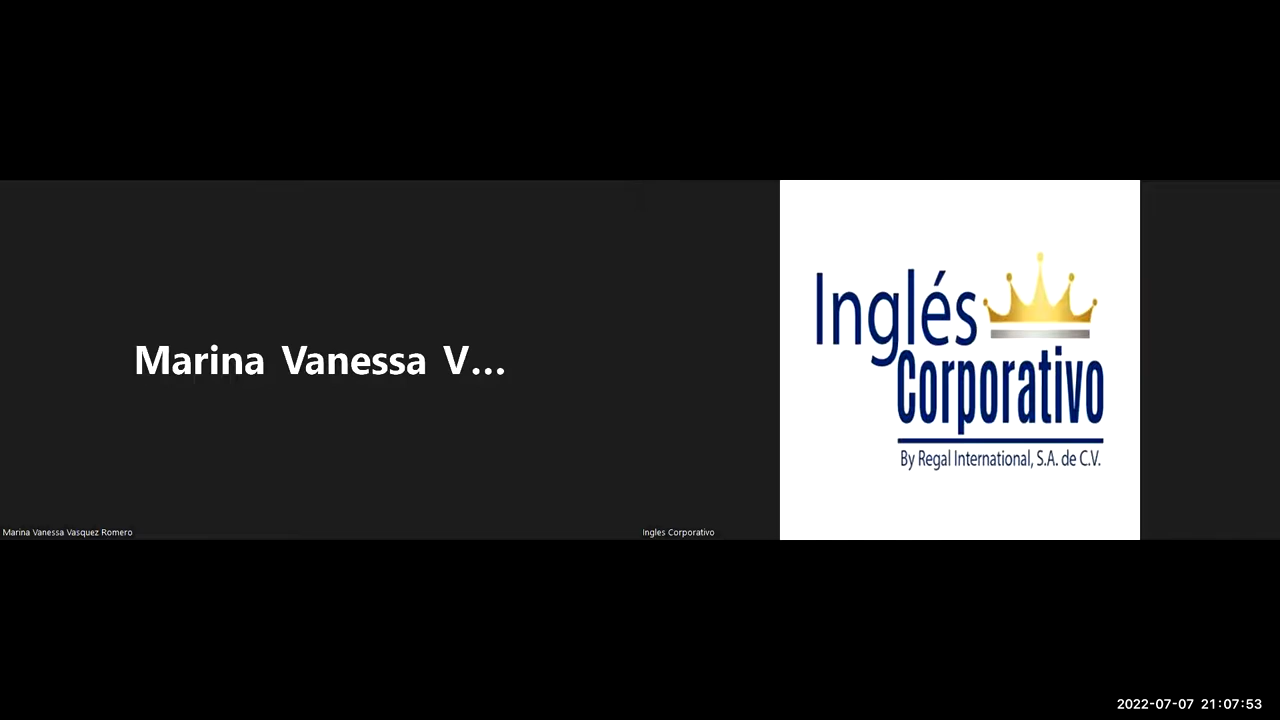 Marina Vanessa V...
Inglés
Corporativo
By Regal International, S.A. de C.V.
Marina Vanessa Vasquez Romero
Ingles Corporativo
2022-07-07 21:07:53